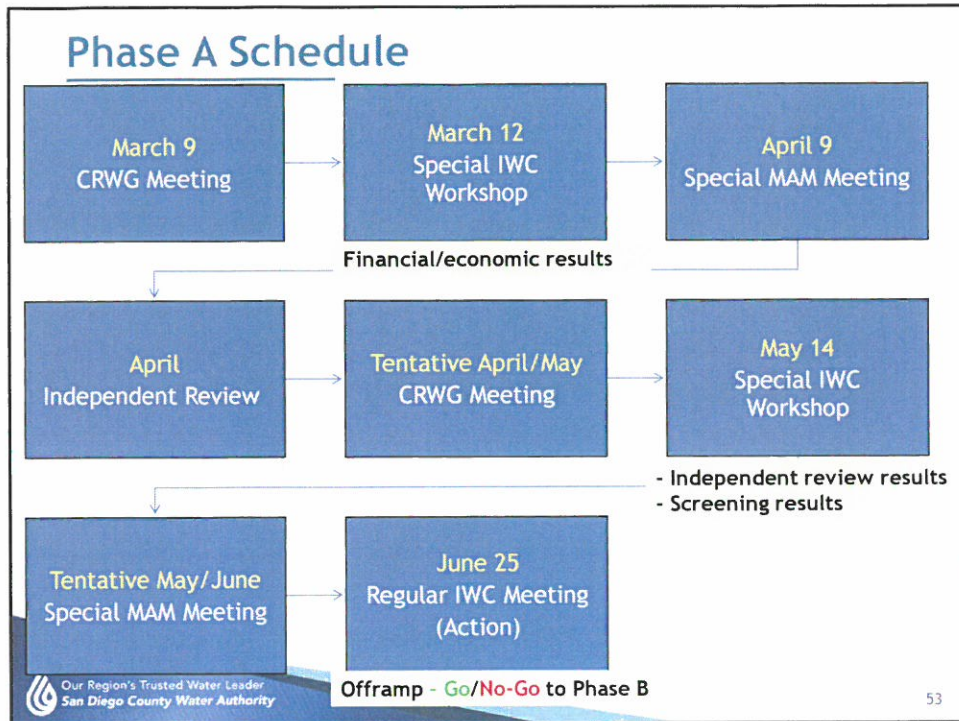 Phase A Schedule
March 9
CRWG Meeting
March 12
Special IWC
Workshop
April 9
Special MAM Meeting
Financial/economic results
April
Independent Review
Tentative April/May
CRWG Meeting
May 14
Special IWC
Workshop
- Independent review results
- Screening results
Tentative May/June
Special MAM Meeting
June 25
Regular IWC Meeting
(Action)
Offramp - Go/No-Go to Phase B
Our Region's Trusted Water Leader
San Diego County Water Authority
53